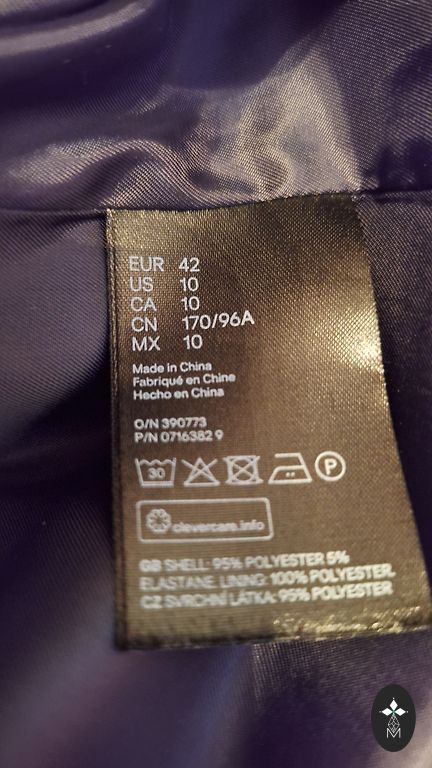 EUR 42
US 10
CA 10
CN 170/96A
MX 10
Made in China
Fabriqué en Chine
Hecho en China
O/N 390773
P/N 0716382 9
30
P
clevercare.info
GB SHELL: 95% POLYESTER 5%
ELASTANE. LINING: 100% POLYESTER.
CZ SVRCHNÍ LÁTKA: 95% POLYESTER
M